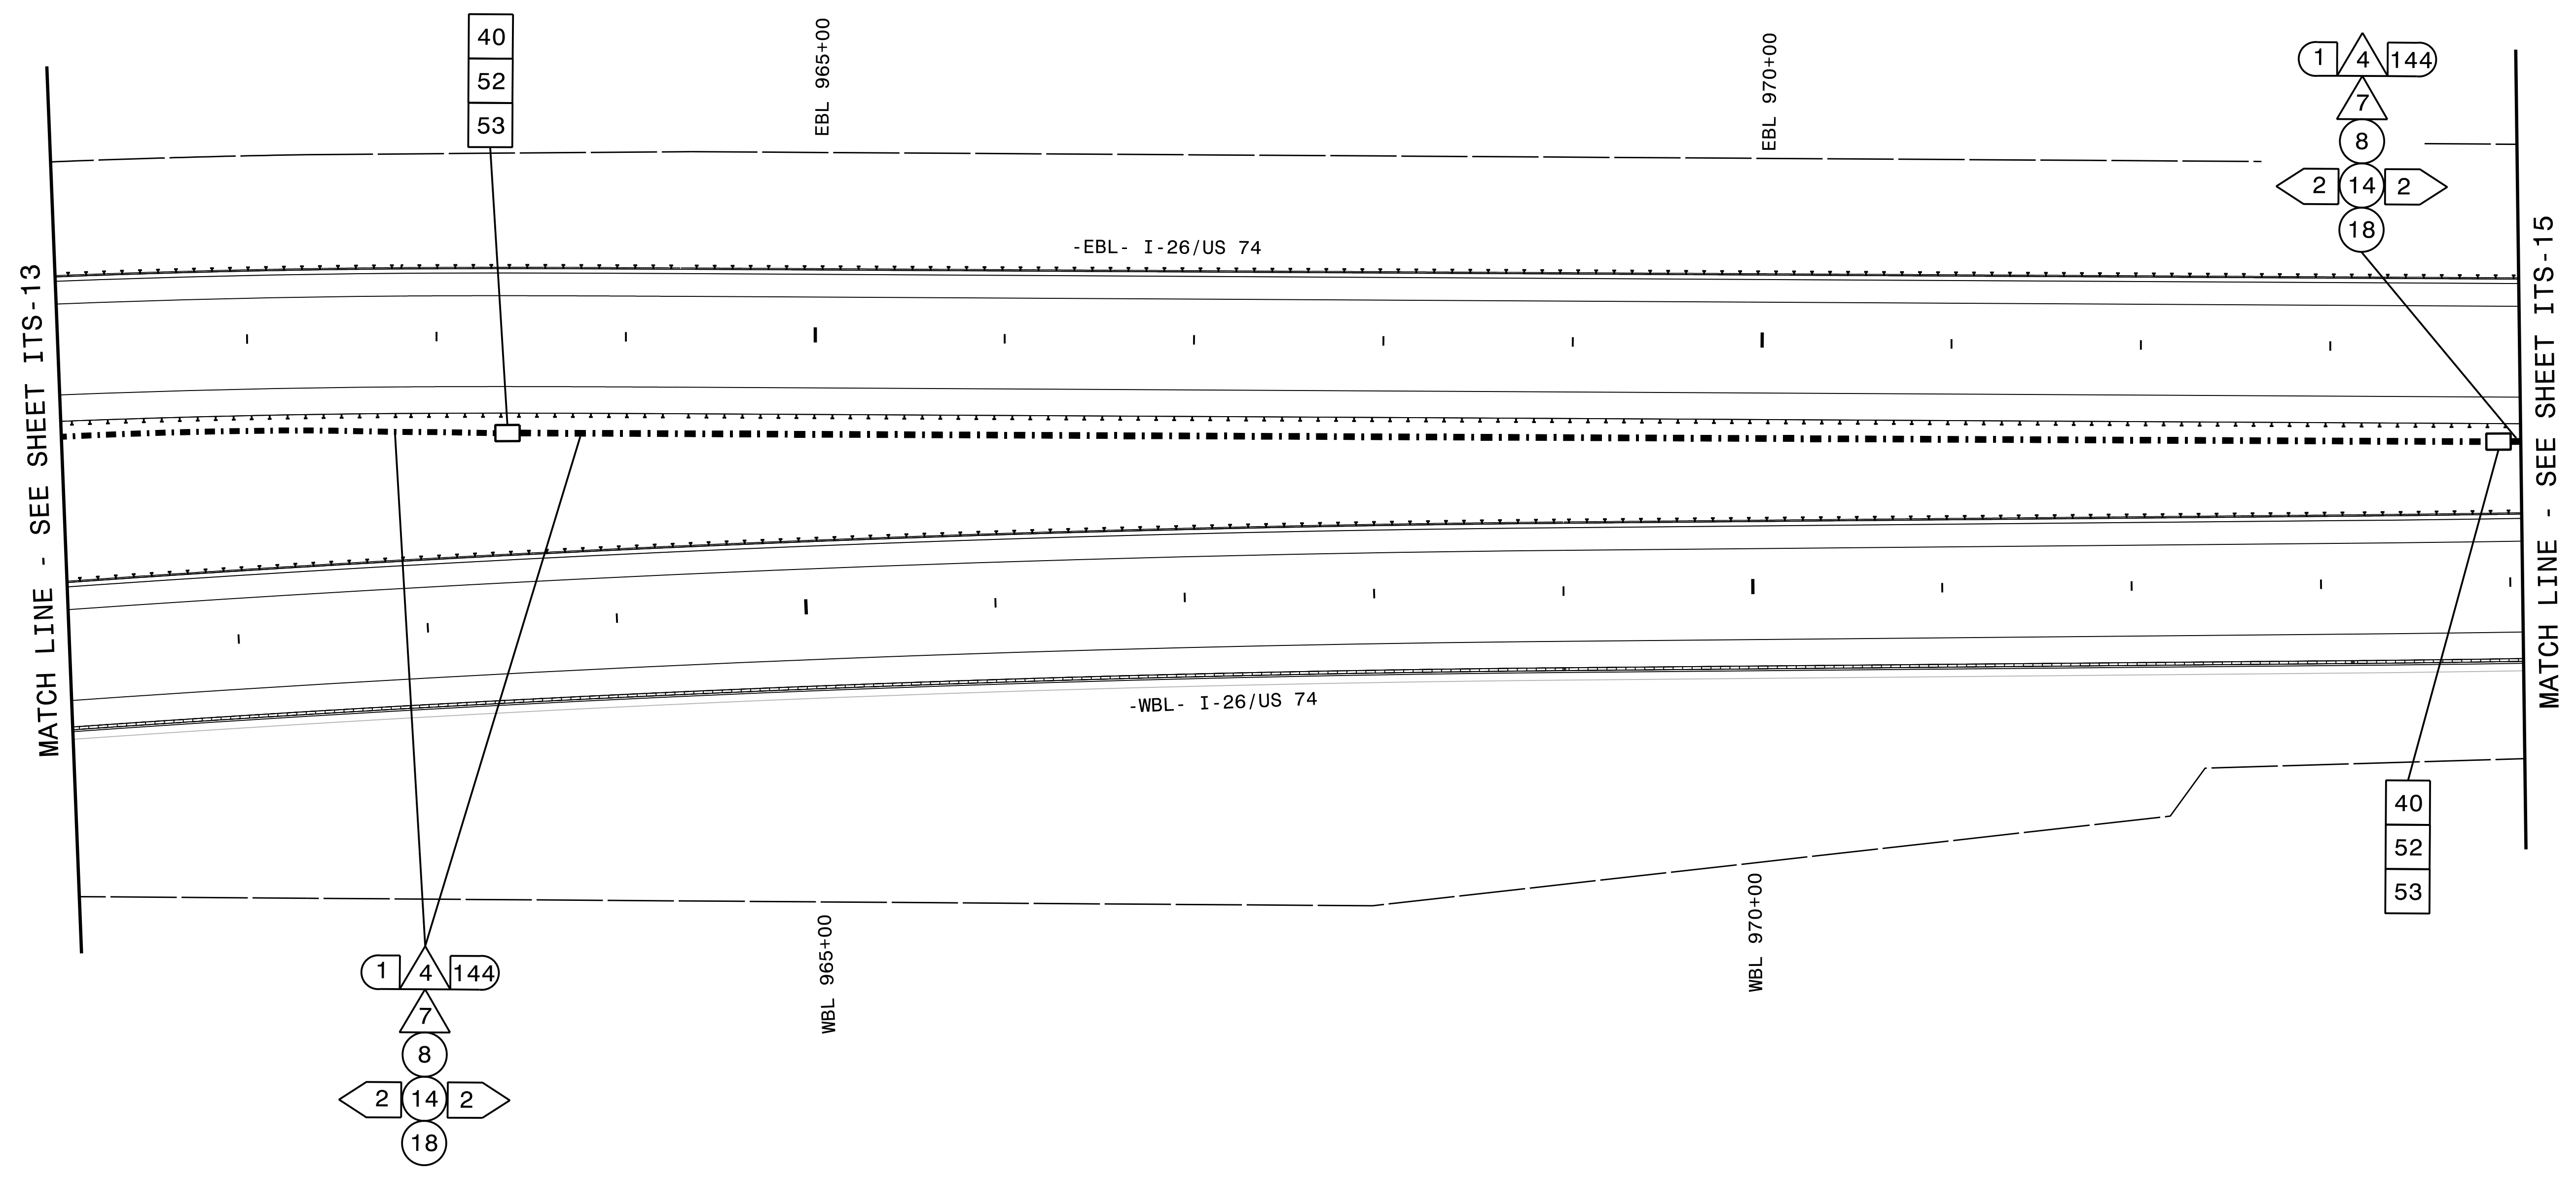 40
52
53
EBL 965+00
EBL 970+00
1 4 144
7
8
2 14 2
18
-EBL- I-26/US 74
MATCH LINE - SEE SHEET ITS-13
MATCH LINE - SEE SHEET ITS-15
-WBL- I-26/US 74
40
52
53
WBL 965+00
WBL 970+00
1 4 144
7
8
2 14 2
18